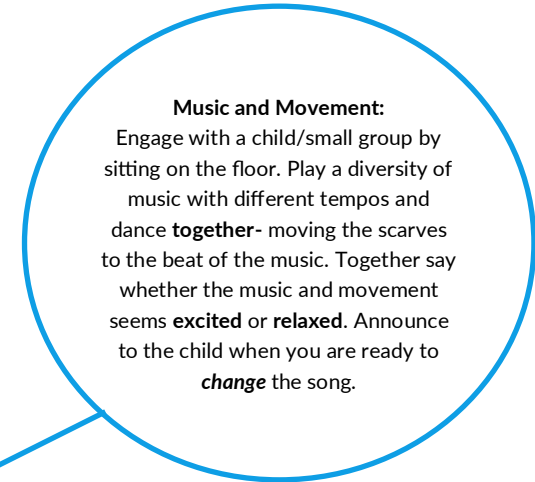 Music and Movement:
Engage with a child/small group by
sitting on the floor. Play a diversity of
music with different tempos and
dance together- moving the scarves
to the beat of the music. Together say
whether the music and movement
seems excited or relaxed. Announce
to the child when you are ready to
change the song.